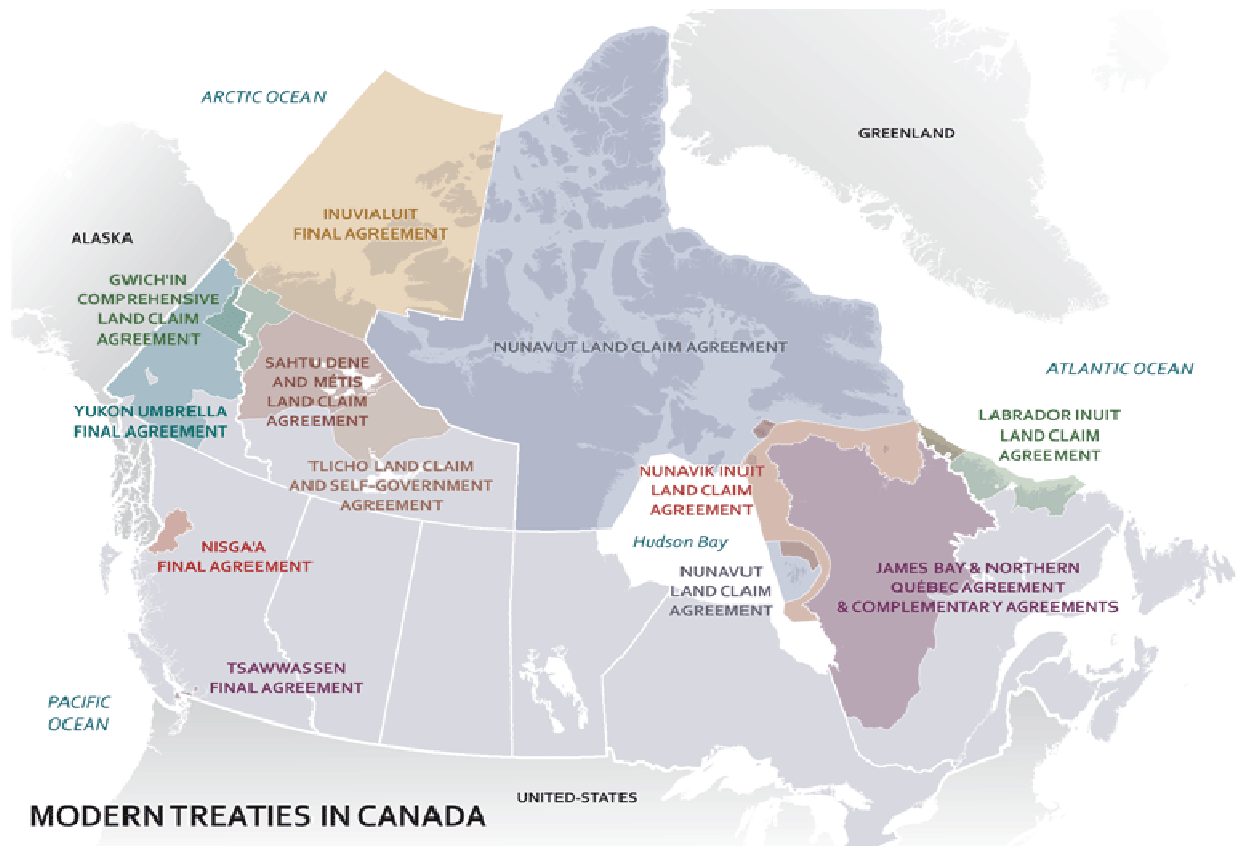 ARCTIC OCEAN
GREENLAND
INUVIALUIT
FINAL AGREEMENT
ALASKA
GWICH'IN
COMPREHENSIVE
LAND CLAIM
AGREEMENT
NUNAVUT LAND CLAIM AGREEMENT
SAHTU DENE
AND MÉTIS
LAND CLAIM
AGREEMENT
ATLANTIC OCEAN
YUKON UMBRELLA
FINAL AGREEMENT
LABRADOR INUIT
LAND CLAIM
AGREEMENT
TLICHO LAND CLAIM
AND SELF-GOVERNMENT
AGREEMENT
NUNAVIK INUIT
LAND CLAIM
AGREEMENT
NISGA'A
FINAL AGREEMENT
Hudson Bay
NUNAVUT
LAND CLAIM
AGREEMENT
JAMES BAY & NORTHERN
QUÉBEC AGREEMENT
& COMPLEMENTARY AGREEMENTS
TSAWWASSEN
FINAL AGREEMENT
PACIFIC
OCEAN
UNITED-STATES
MODERN TREATIES IN CANADA